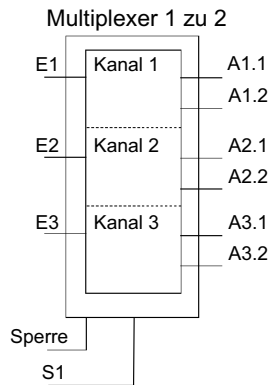 Multiplexer 1 zu 2
E1 Kanal 1 A1.1
A1.2
E2 Kanal 2 A2.1
A2.2
E3 Kanal 3 A3.1
A3.2
Sperre
S1